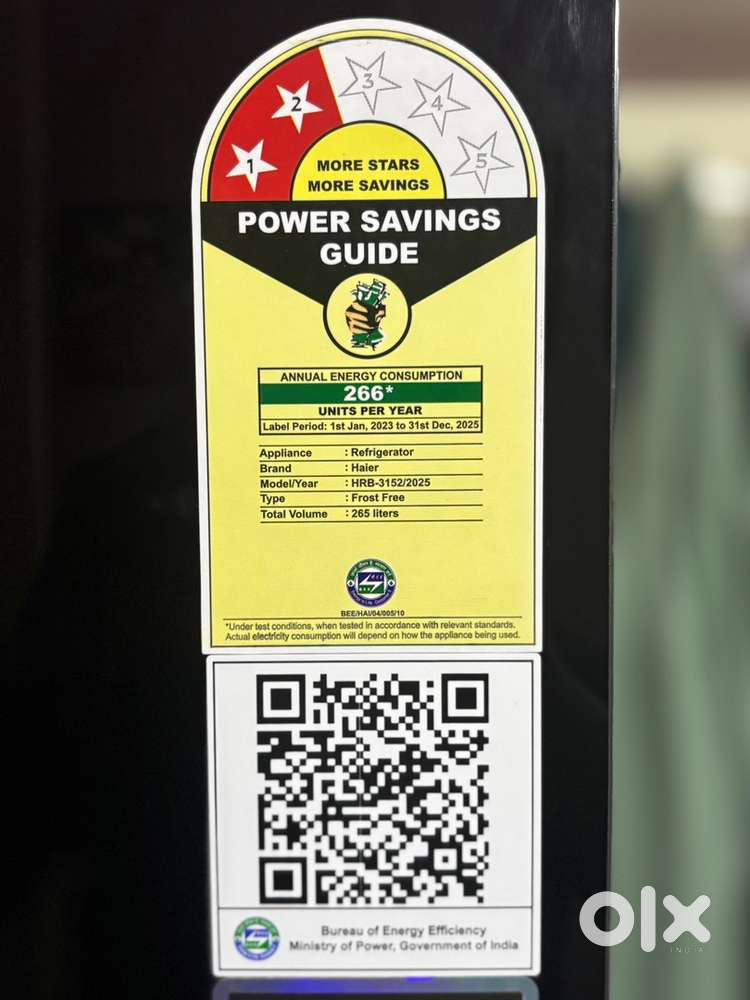 1
2
3
4
5
MORE STARS
MORE SAVINGS
POWER SAVINGS
GUIDE
ANNUAL ENERGY CONSUMPTION
266*
UNITS PER YEAR
Label Period: 1st Jan, 2023 to 31st Dec, 2025
Appliance : Refrigerator
Brand : Haier
Model/Year : HRB-3152/2025
Type : Frost Free
Total Volume : 265 liters
BEE/HAI/04/005/10
*Under test conditions, when tested in accordance with relevant standards.
Actual electricity consumption will depend on how the appliance being used.
Bureau of Energy Efficiency
Ministry of Power, Government of India
olx
INDIA